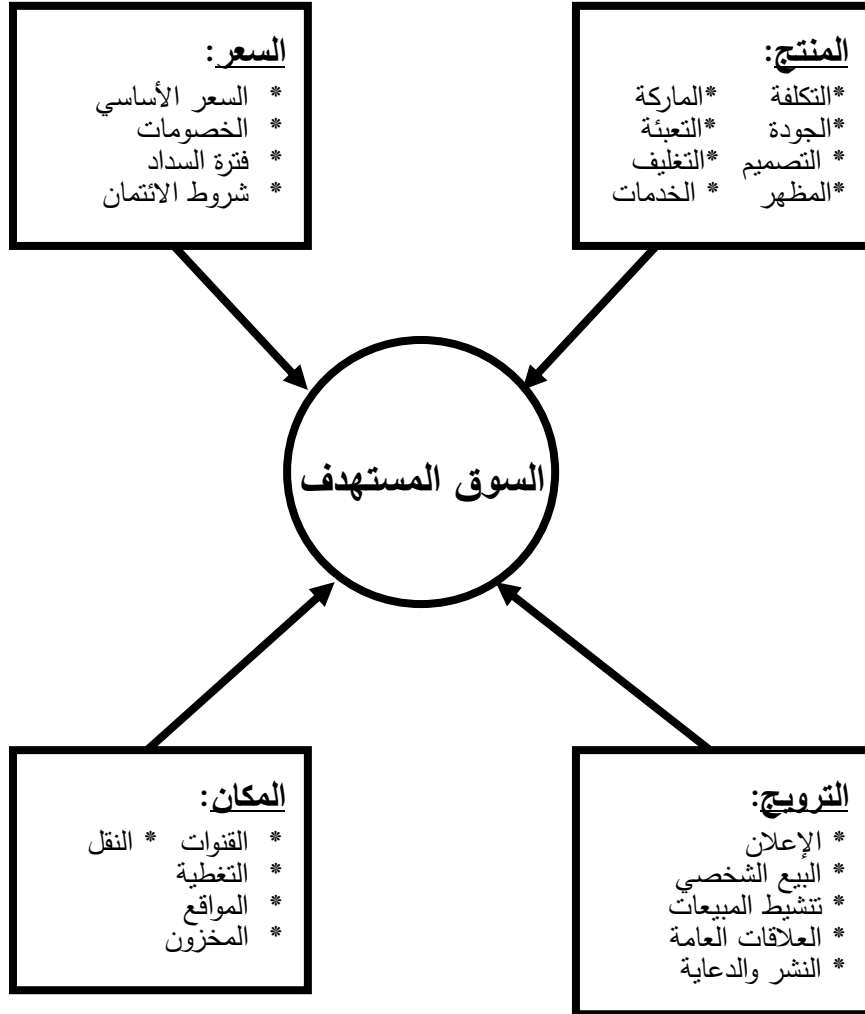 المنتج:
*التكلفة *الماركة
*الجودة *التعبئة
* التصميم *التغليف
*المظهر * الخدمات
السعر:
* السعر الأساسي
* الخصومات
* فترة السداد
* شروط الائتمان
السوق المستهدف
الترويج:
* الإعلان
* البيع الشخصي
* تتشيط المبيعات
* العلاقات العامة
* النشر والدعاية
المكان:
* القنوات * النقل
* التغطية
* المواقع
* المخزون